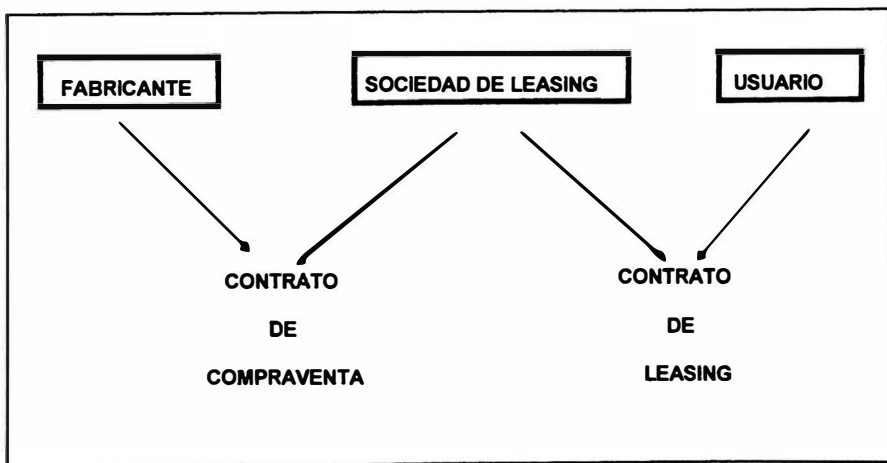 FABRICANTE
SOCIEDAD DE LEASING
USUARIO
CONTRATO
DE
COMPRAVENTA
CONTRATO
DE
LEASING